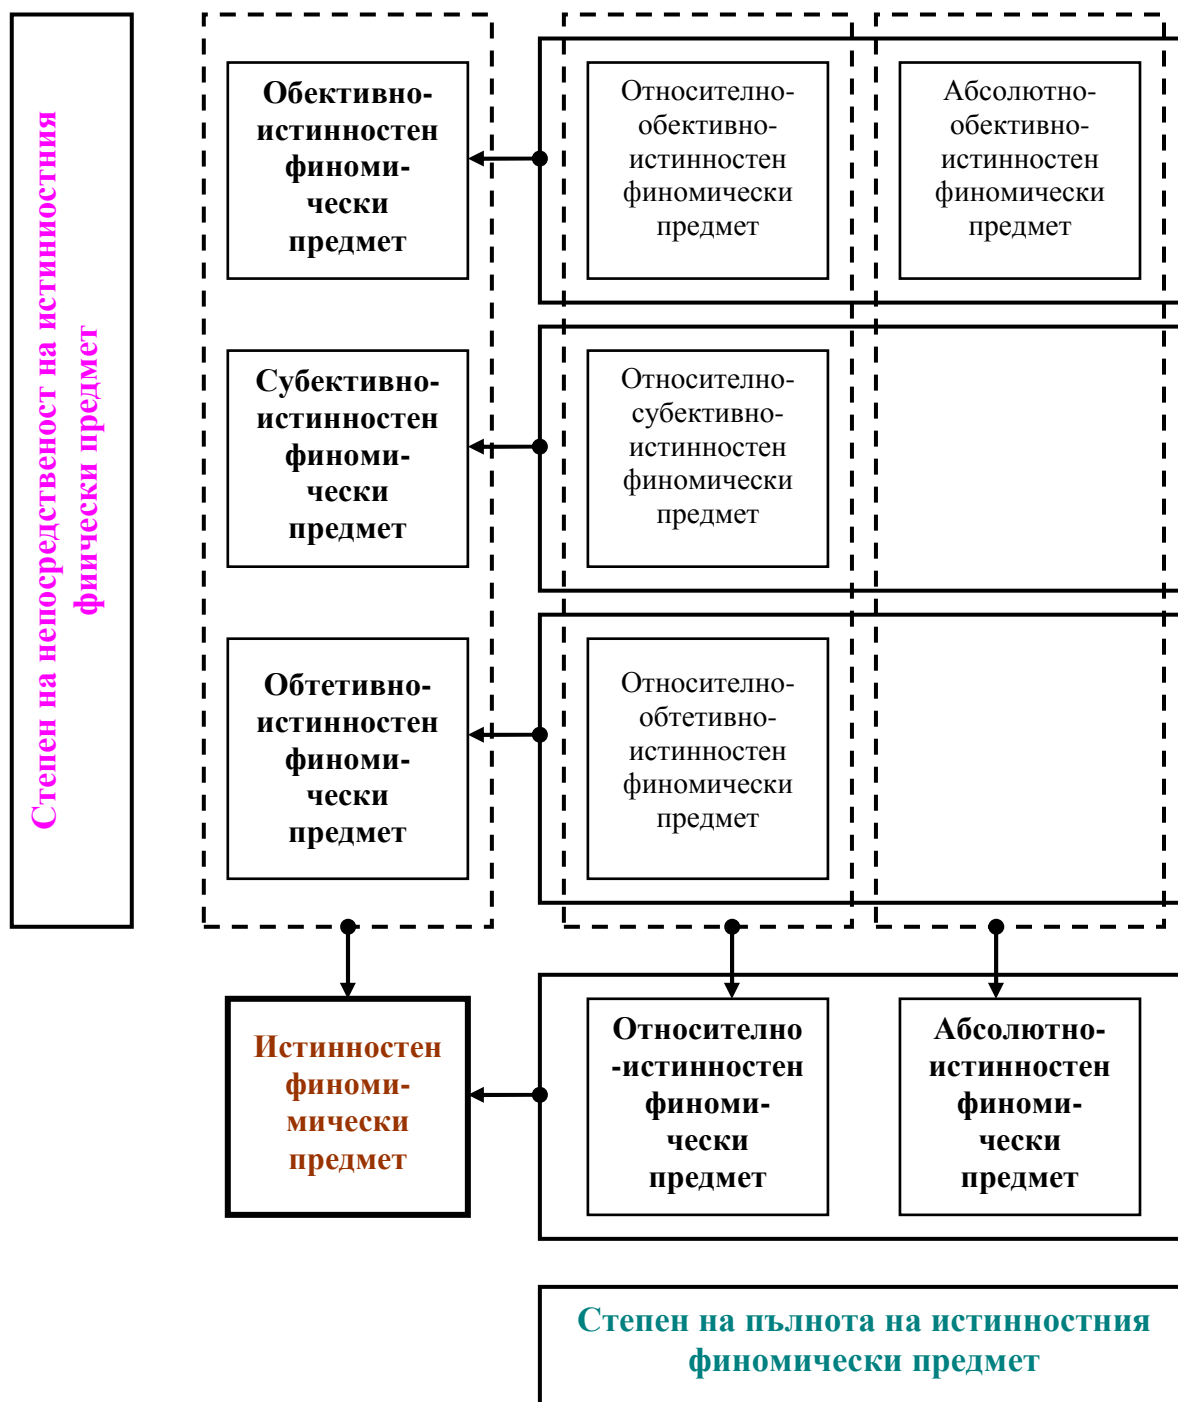 Степен на непосредственост на истиниостния
фиически предмет
Обективно-
истинностен
финоми-
чески
предмет
Относително-
обективно-
истинностен
финомически
предмет
Абсолютно-
обективно-
истинностен
финомически
предмет
Субективно-
истинностен
финоми-
чески
предмет
Относително-
субективно-
истинностен
финомически
предмет
Обтетивно-
истинностен
финоми-
чески
предмет
Относително-
обтетивно-
истинностен
финомически
предмет
Истинностен
финоми-
мически
предмет
Относително
-истинностен
финоми-
чески
предмет
Абсолютно-
истинностен
финоми-
чески
предмет
Степен на пълнота на истинностния
финомически предмет